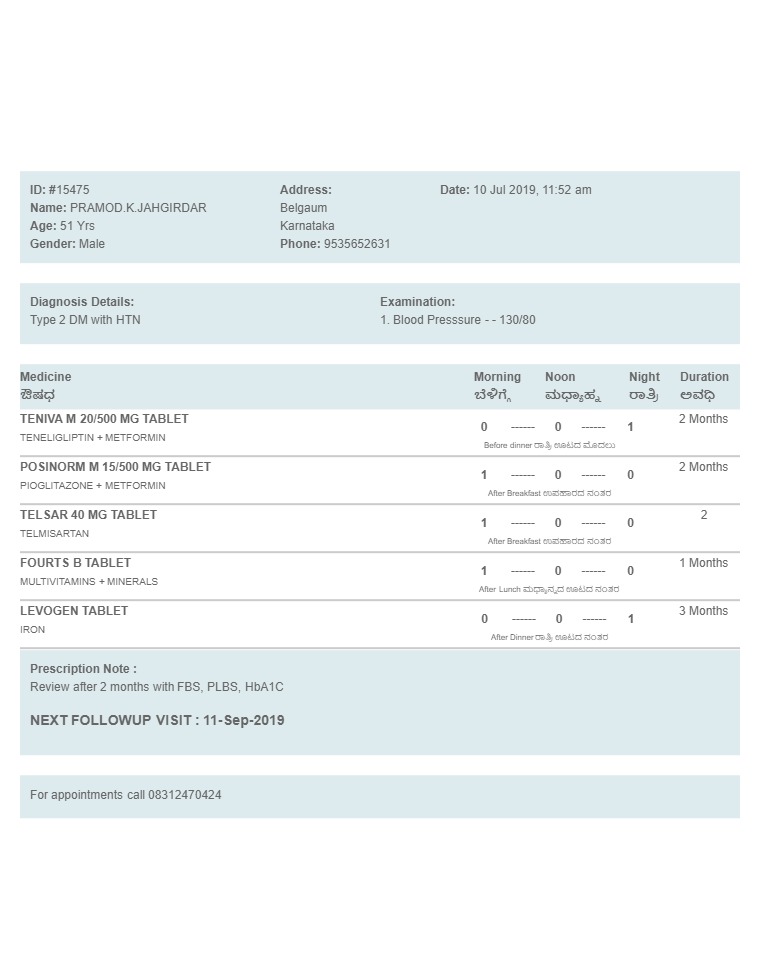 ID: #15475
Name: PRAMOD.K.JAHGIRDAR
Age: 51 Yrs
Gender: Male
Address:
Belgaum
Karnataka
Phone: 9535652631
Date: 10 Jul 2019, 11:52 am
Diagnosis Details:
Type 2 DM with HTN
Examination:
1. Blood Presssure - - 130/80
Medicine Morning Noon Night Duration
ಔಷಧ ಬೆಳಿಗ್ಗೆ ಮಧ್ಯಾಹ್ನ ರಾತ್ರಿ ಅವಧಿ
TENIVA M 20/500 MG TABLET 2 Months
0 ------ 0 ------ 1
TENELIGLIPTIN + METFORMIN
Before dinner ರಾತ್ರಿ ಊಟದ ಮೊದಲು
POSINORM M 15/500 MG TABLET 2 Months
1 ------ 0 ------ 0
PIOGLITAZONE + METFORMIN
After Breakfast ಉಪಹಾರದ ನಂತರ
TELSAR 40 MG TABLET 2
1 ------ 0 ------ 0
TELMISARTAN
After Breakfast ಉಪಹಾರದ ನಂತರ
FOURTS B TABLET 1 Months
1 ------ 0 ------ 0
MULTIVITAMINS + MINERALS
After Lunch ಮಧ್ಯಾನ್ನದ ಊಟದ ನಂತರ
LEVOGEN TABLET 3 Months
0 ------ 0 ------ 1
IRON
After Dinner ರಾತ್ರಿ ಊಟದ ನಂತರ
Prescription Note :
Review after 2 months with FBS, PLBS, HbA1C
NEXT FOLLOWUP VISIT : 11-Sep-2019
For appointments call 08312470424